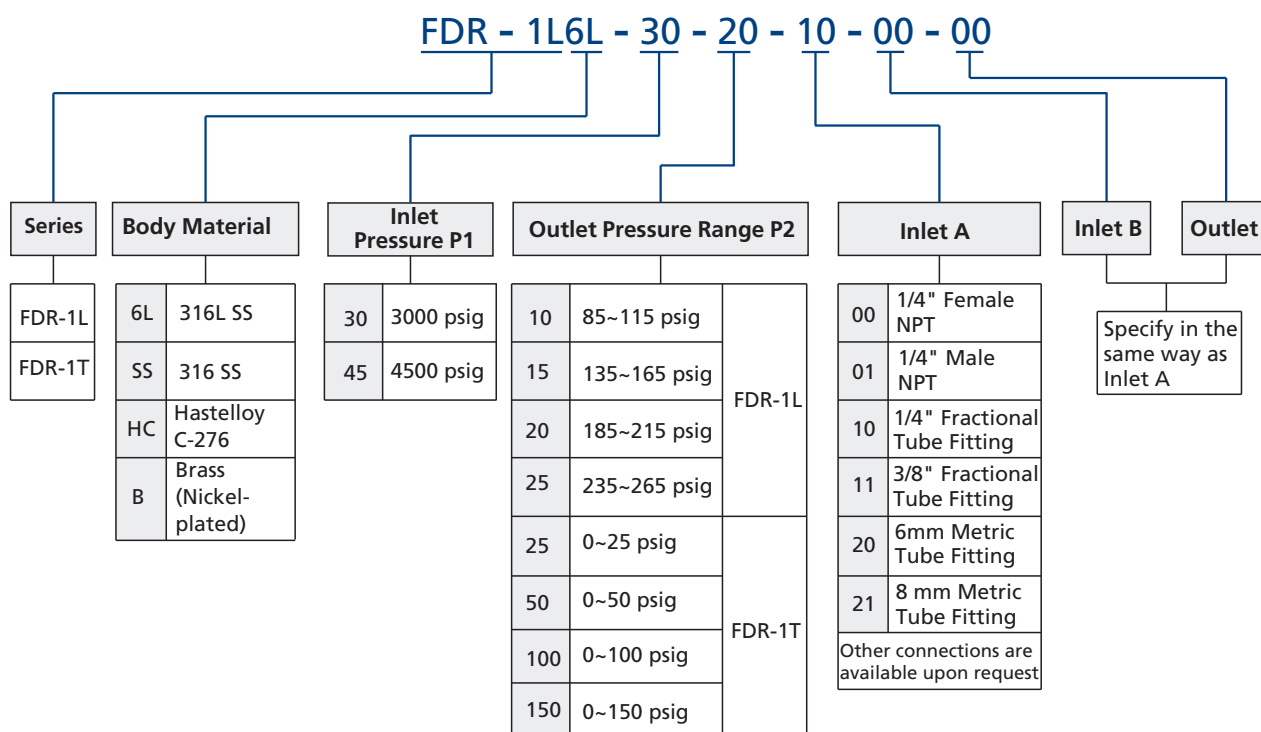 FDR - 1L6L - 30 - 20 - 10 - 00 - 00
Series
Body Material
Inlet
Pressure P1
Outlet Pressure Range P2
Inlet A
Inlet B
Outlet
FDR-1L
FDR-1T
6L 316L SS
SS 316 SS
HC Hastelloy
C-276
B Brass
(Nickel-
plated)
30 3000 psig
45 4500 psig
10 85~115 psig
15 135~165 psig
20 185~215 psig
25 235~265 psig
FDR-1L
25 0~25 psig
50 0~50 psig
100 0~100 psig
150 0~150 psig
FDR-1T
00 1/4" Female
NPT
01 1/4" Male
NPT
10 1/4" Fractional
Tube Fitting
11 3/8" Fractional
Tube Fitting
20 6mm Metric
Tube Fitting
21 8 mm Metric
Tube Fitting
Other connections are
available upon request
Specify in the
same way as
Inlet A